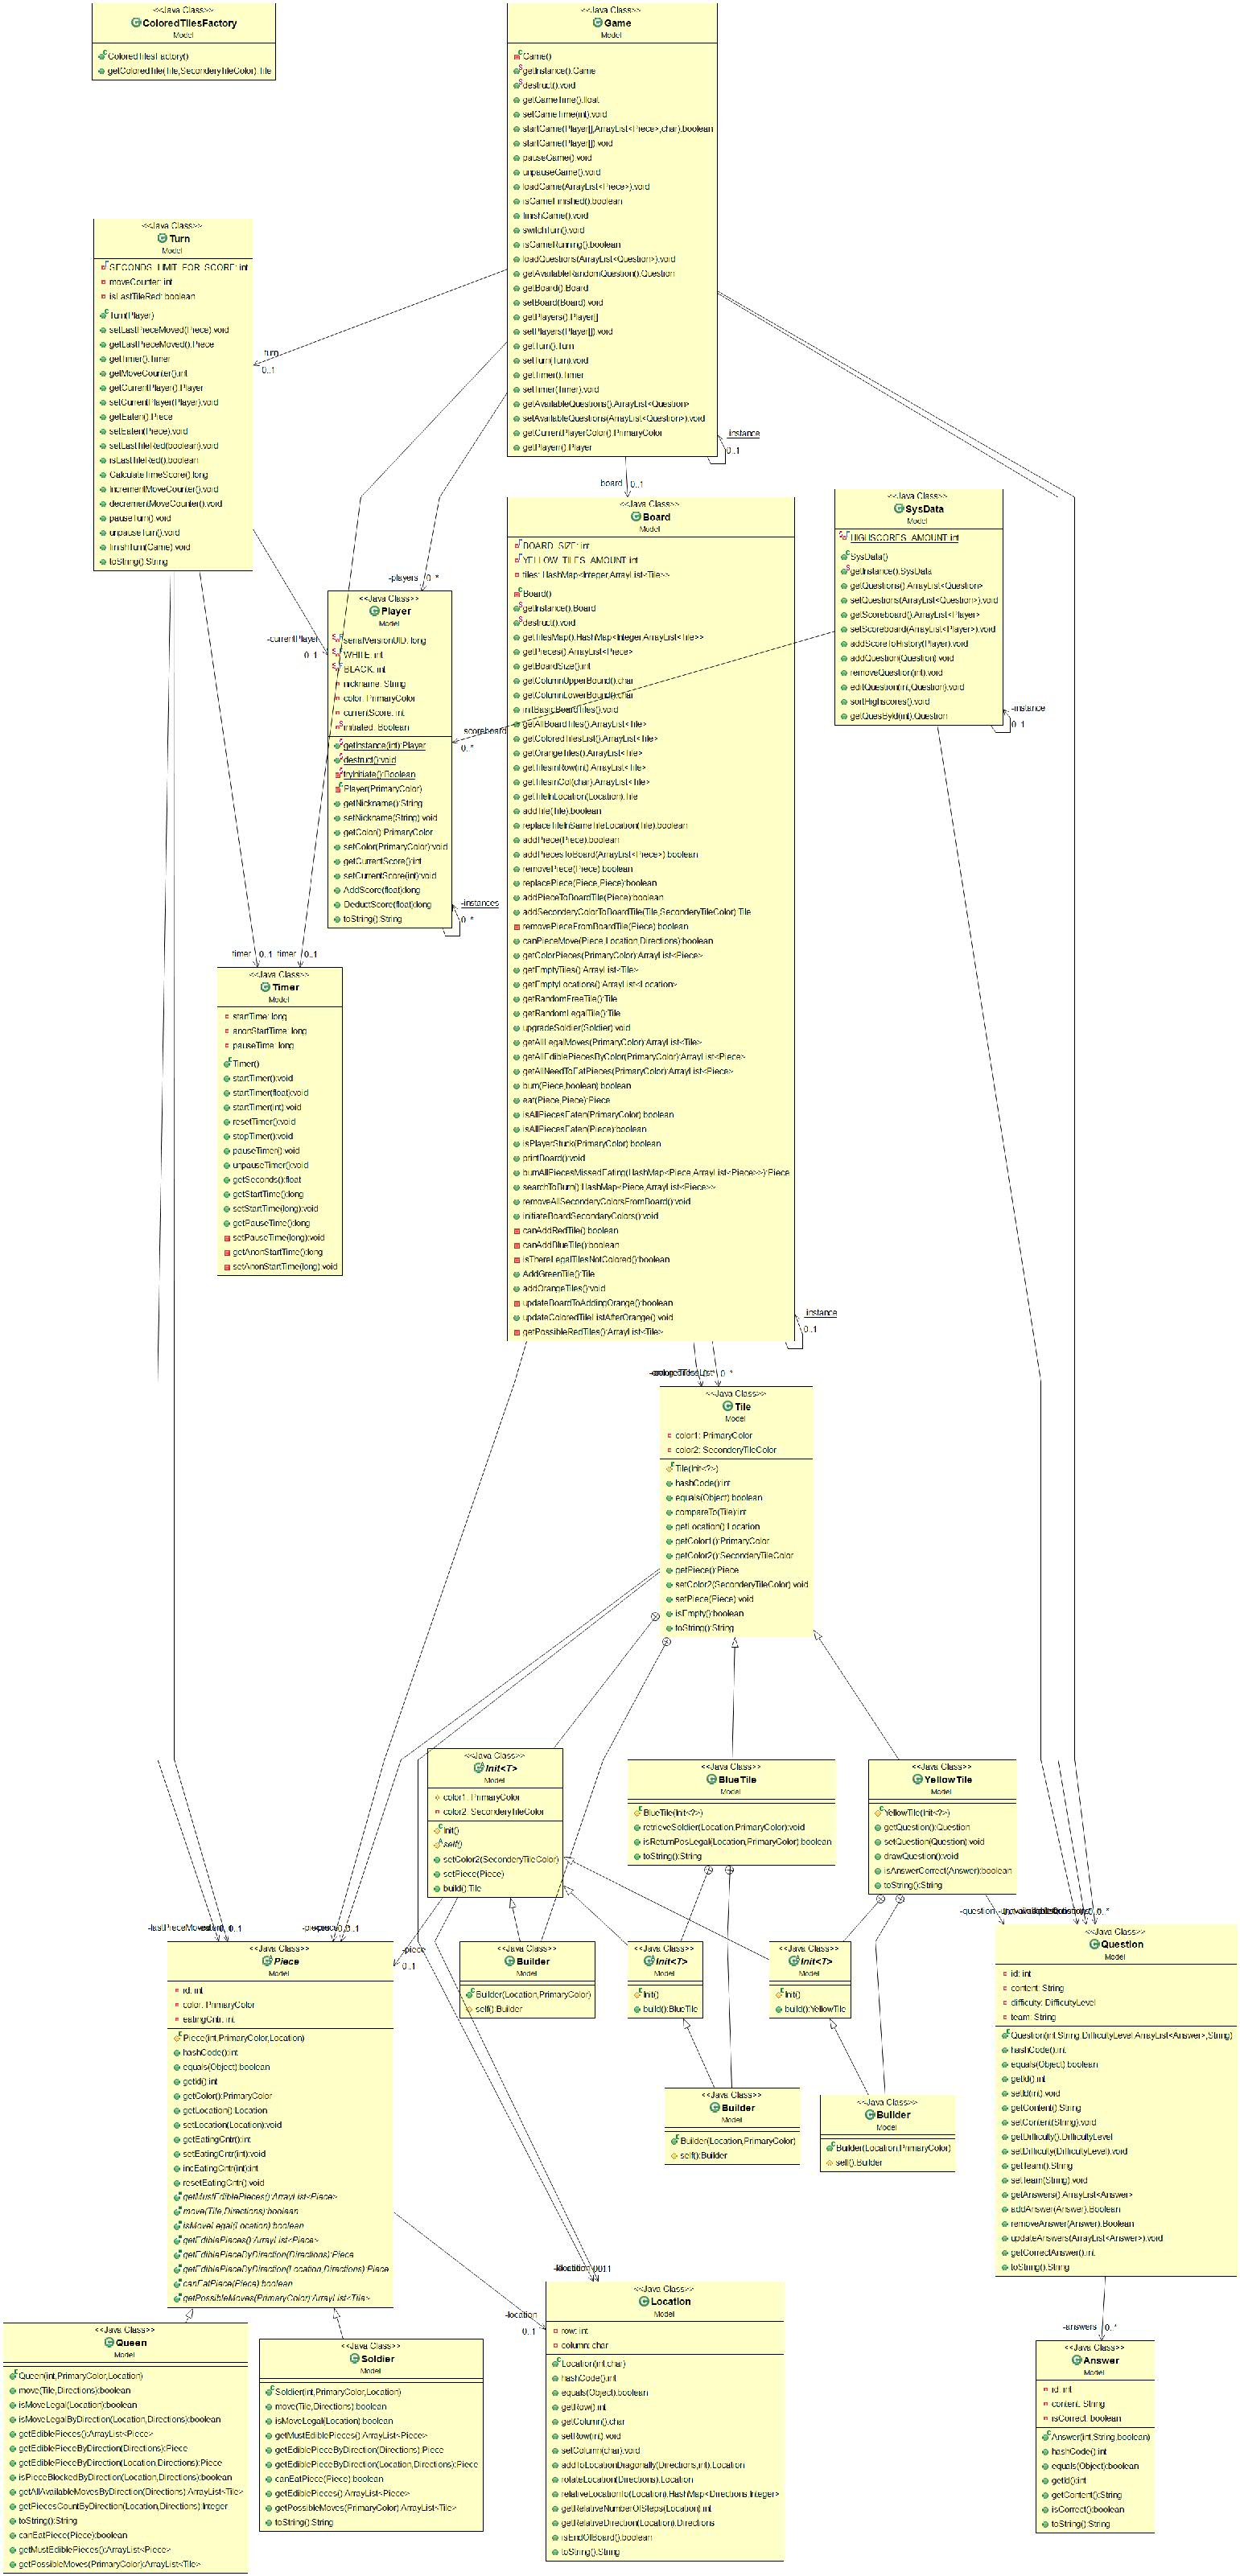 <<Java Class>>
ColoredTilesFactory
Model
ColoredTilesFactory()
getColoredTile(Tile,SeconderyTileColor):Tile
<<Java Class>>
Game
Model
Game()
getInstance():Game
destruct():void
getGameTime():float
setGameTime(int):void
startGame(Player[],ArrayList<Piece>,char):boolean
startGame(Player[]):void
pauseGame():void
unpauseGame():void
loadGame(ArrayList<Piece>):void
isGameFinished():boolean
finishGame():void
switchTurn():void
isGameRunning():boolean
loadQuestions(ArrayList<Question>):void
getAvailableRandomQuestion():Question
getBoard():Board
setBoard(Board):void
getPlayers():Player[]
setPlayers(Player[]):void
getTurn():Turn
setTurn(Turn):void
getTimer():Timer
setTimer(Timer):void
getAvailableQuestions():ArrayList<Question>
setAvailableQuestions(ArrayList<Question>):void
getCurrentPlayerColor():PrimaryColor
getPlayer():Player
-instance
0..1
<<Java Class>>
Turn
Model
SECONDS_LIMIT_FOR_SCORE: int
moveCounter: int
isLastTileRed: boolean
Turn(Player)
setLastPieceMoved(Piece):void
getLastPieceMoved():Piece
getTimer():Timer
getMoveCounter():int
getCurrentPlayer():Player
setCurrentPlayer(Player):void
getEaten():Piece
setEaten(Piece):void
setLastTileRed(boolean):void
isLastTileRed():boolean
CalculateTimeScore():long
IncrementMoveCounter():void
decrementMoveCounter():void
pauseTurn():void
unpauseTurn():void
finishTurn(Game):void
toString():String
-turn
0..1
board 0..1
-players 0..*
-currentPlayer
0..1
<<Java Class>>
Board
Model
BOARD_SIZE: int
YELLOW_TILES_AMOUNT: int
tiles: HashMap<Integer,ArrayList<Tile>>
Board()
getInstance():Board
destruct():void
getTilesMap():HashMap<Integer,ArrayList<Tile>>
getPieces():ArrayList<Piece>
getBoardSize():int
getColumnUpperBound():char
getColumnLowerBound():char
initBasicBoardTiles():void
getAllBoardTiles():ArrayList<Tile>
getColoredTilesList():ArrayList<Tile>
getOrangeTiles():ArrayList<Tile>
getTilesInRow(int):ArrayList<Tile>
getTilesInCol(char):ArrayList<Tile>
getTileInLocation(Location):Tile
addTile(Tile):boolean
replaceTileInSameTileLocation(Tile):boolean
addPiece(Piece):boolean
addPiecesToBoard(ArrayList<Piece>):boolean
removePiece(Piece):boolean
replacePiece(Piece,Piece):boolean
addPieceToBoardTile(Piece):boolean
addSeconderyColorToBoardTile(Tile,SeconderyTileColor):Tile
removePieceFromBoardTile(Piece):boolean
canPieceMove(Piece,Location,Directions):boolean
getColorPieces(PrimaryColor):ArrayList<Piece>
getEmptyTiles():ArrayList<Tile>
getEmptyLocations():ArrayList<Location>
getRandomFreeTile():Tile
getRandomLegalTile():Tile
upgradeSoldier(Soldier):void
getAllLegalMoves(PrimaryColor):ArrayList<Tile>
getAllEdiblePiecesByColor(PrimaryColor):ArrayList<Piece>
getAllNeedToEatPieces(PrimaryColor):ArrayList<Piece>
burn(Piece,boolean):boolean
eat(Piece,Piece):Piece
isAllPiecesEaten(PrimaryColor):boolean
isAllPiecesEaten(Piece):boolean
isPlayerStuck(PrimaryColor):boolean
printBoard():void
burnAllPiecesMissedEating(HashMap<Piece,ArrayList<Piece>>):Piece
searchToBurn():HashMap<Piece,ArrayList<Piece>>
removeAllSeconderyColorsFromBoard():void
initiateBoardSecondaryColors():void
canAddRedTile():boolean
canAddBlueTile():boolean
isThereLegalTilesNotColored():boolean
AddGreenTile():Tile
addOrangeTiles():void
updateBoardToAddingOrange():boolean
updateColoredTileListAfterOrange():void
getPossibleRedTiles():ArrayList<Tile>
-instance
0..1
<<Java Class>>
SysData
Model
HIGHSCORES_AMOUNT: int
SysData()
getInstance():SysData
getQuestions():ArrayList<Question>
setQuestions(ArrayList<Question>):void
getScoreboard():ArrayList<Player>
setScoreboard(ArrayList<Player>):void
addScoreToHistory(Player):void
addQuestion(Question):void
removeQuestion(int):void
editQuestion(int,Question):void
sortHighscores():void
getQuesById(int):Question
-instance
0..1
<<Java Class>>
Player
Model
serialVersionUID: long
WHITE: int
BLACK: int
nickname: String
color: PrimaryColor
currentScore: int
initiated: Boolean
getInstance(int):Player
destruct():void
tryInitiate():Boolean
Player(PrimaryColor)
getNickname():String
setNickname(String):void
getColor():PrimaryColor
setColor(PrimaryColor):void
getCurrentScore():int
setCurrentScore(int):void
AddScore(float):long
DeductScore(float):long
toString():String
scoreboard
0..*
-instances
0..*
timer 0..1 timer 0..1
<<Java Class>>
Timer
Model
startTime: long
anonStartTime: long
pauseTime: long
Timer()
startTimer():void
startTimer(float):void
startTimer(int):void
resetTimer():void
stopTimer():void
pauseTimer():void
unpauseTimer():void
getSeconds():float
getStartTime():long
setStartTime(long):void
getPauseTime():long
setPauseTime(long):void
getAnonStartTime():long
setAnonStartTime(long):void
0..*
<<Java Class>>
Tile
Model
color1: PrimaryColor
color2: SeconderyTileColor
Tile(Init<?>)
hashCode():int
equals(Object):boolean
compareTo(Tile):int
getLocation():Location
getColor1():PrimaryColor
getColor2():SeconderyTileColor
getPiece():Piece
setColor2(SeconderyTileColor):void
setPiece(Piece):void
isEmpty():boolean
toString():String
<<Java Class>>
Init<T>
Model
color1: PrimaryColor
color2: SeconderyTileColor
Init()
self()
setColor2(SeconderyTileColor)
setPiece(Piece)
build():Tile
<<Java Class>>
BlueTile
Model
BlueTile(Init<?>)
retrieveSoldier(Location,PrimaryColor):void
isReturnPosLegal(Location,PrimaryColor):boolean
toString():String
<<Java Class>>
YellowTile
Model
YellowTile(Init<?>)
getQuestion():Question
setQuestion(Question):void
drawQuestion():void
isAnswerCorrect(Answer):boolean
toString():String
-question
0..*
-piece
0..1
<<Java Class>>
Builder
Model
Builder(Location,PrimaryColor)
self():Builder
<<Java Class>>
Init<T>
Model
Init()
build():BlueTile
<<Java Class>>
Init<T>
Model
Init()
build():YellowTile
<<Java Class>>
Builder
Model
Builder(Location,PrimaryColor)
self():Builder
<<Java Class>>
Builder
Model
Builder(Location,PrimaryColor)
self():Builder
<<Java Class>>
Piece
Model
id: int
color: PrimaryColor
eatingCntr: int
Piece(int,PrimaryColor,Location)
hashCode():int
equals(Object):boolean
getId():int
getColor():PrimaryColor
getLocation():Location
setLocation(Location):void
getEatingCntr():int
setEatingCntr(int):void
incEatingCntr(int):int
resetEatingCntr():void
getMustEdiblePieces():ArrayList<Piece>
move(Tile,Directions):boolean
isMoveLegal(Location):boolean
getEdiblePieces():ArrayList<Piece>
getEdiblePieceByDirection(Directions):Piece
getEdiblePieceByDirection(Location,Directions):Piece
canEatPiece(Piece):boolean
getPossibleMoves(PrimaryColor):ArrayList<Tile>
<<Java Class>>
Question
Model
id: int
content: String
difficulty: DifficultyLevel
team: String
Question(int,String,DifficultyLevel,ArrayList<Answer>,String)
hashCode():int
equals(Object):boolean
getId():int
setId(int):void
getContent():String
setContent(String):void
getDifficulty():DifficultyLevel
setDifficulty(DifficultyLevel):void
getTeam():String
setTeam(String):void
getAnswers():ArrayList<Answer>
addAnswer(Answer):Boolean
removeAnswer(Answer):Boolean
updateAnswers(ArrayList<Answer>):void
getCorrectAnswer():int
toString():String
-answers 0..*
-location
0..1
<<Java Class>>
Queen
Model
Queen(int,PrimaryColor,Location)
move(Tile,Directions):boolean
isMoveLegal(Location):boolean
isMoveLegalByDirection(Location,Directions):boolean
getEdiblePieces():ArrayList<Piece>
getEdiblePieceByDirection(Directions):Piece
getEdiblePieceByDirection(Location,Directions):Piece
isPieceBlockedByDirection(Location,Directions):boolean
getAllAvailableMovesByDirection(Directions):ArrayList<Tile>
getPiecesCountByDirection(Location,Directions):Integer
toString():String
canEatPiece(Piece):boolean
getMustEdiblePieces():ArrayList<Piece>
getPossibleMoves(PrimaryColor):ArrayList<Tile>
<<Java Class>>
Soldier
Model
Soldier(int,PrimaryColor,Location)
move(Tile,Directions):boolean
isMoveLegal(Location):boolean
getMustEdiblePieces():ArrayList<Piece>
getEdiblePieceByDirection(Directions):Piece
getEdiblePieceByDirection(Location,Directions):Piece
canEatPiece(Piece):boolean
getEdiblePieces():ArrayList<Piece>
getPossibleMoves(PrimaryColor):ArrayList<Tile>
toString():String
<<Java Class>>
Location
Model
row: int
column: char
Location(int,char)
hashCode():int
equals(Object):boolean
getRow():int
getColumn():char
setRow(int):void
setColumn(char):void
addToLocationDiagonally(Directions,int):Location
rotateLocation(Directions):Location
relativeLocationTo(Location):HashMap<Directions,Integer>
getRelativeNumberOfSteps(Location):int
getRelativeDirection(Location):Directions
isEndOfBoard():boolean
toString():String
<<Java Class>>
Answer
Model
id: int
content: String
isCorrect: boolean
Answer(int,String,boolean)
hashCode():int
equals(Object):boolean
getId():int
getContent():String
isCorrect():boolean
toString():String